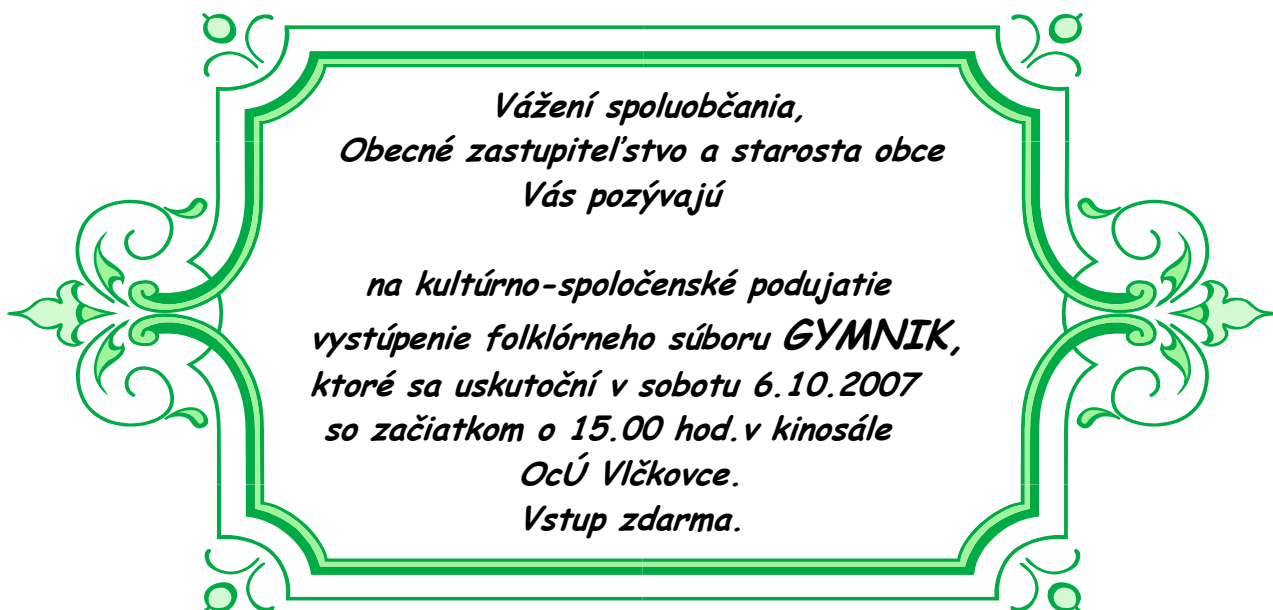 Vážení spoluobčania,
Obecné zastupiteľstvo a starosta obce
Vás pozývajú
na kultúrno-spoločenské podujatie
vystúpenie folklórneho súboru GYMNIK,
ktoré sa uskutoční v sobotu 6.10.2007
so začiatkom o 15.00 hod.v kinosále
OcÚ Vlčkovce.
Vstup zdarma.